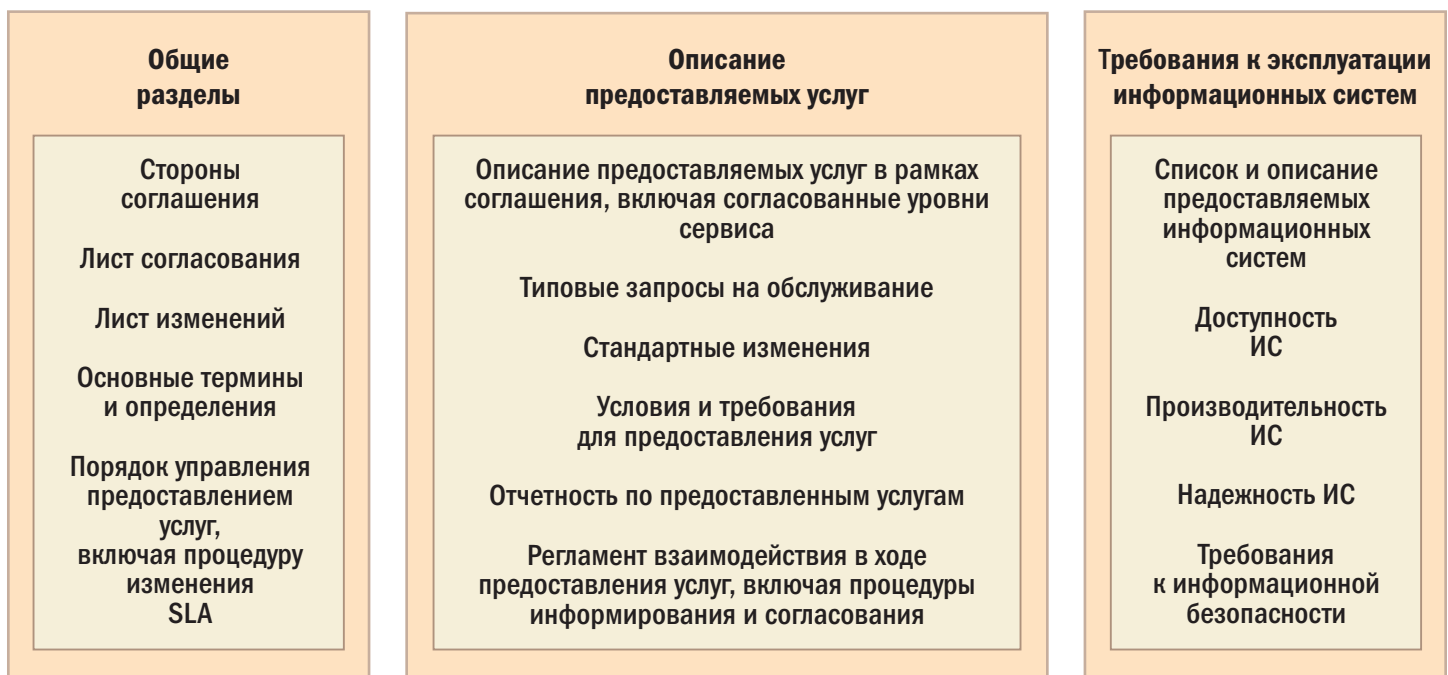 Общие
разделы
Стороны
соглашения
Лист согласования
Лист изменений
Основные термины
и определения
Порядок управления
предоставлением
услуг,
включая процедуру
изменения
SLA
Описание
предоставляемых услуг
Описание предоставляемых услуг в рамках
соглашения, включая согласованные уровни
сервиса
Типовые запросы на обслуживание
Стандартные изменения
Условия и требования
для предоставления услуг
Отчетность по предоставленным услугам
Регламент взаимодействия в ходе
предоставления услуг, включая процедуры
информирования и согласования
Требования к эксплуатации
информационных систем
Список и описание
предоставляемых
информационных
систем
Доступность
ИС
Производительность
ИС
Надежность ИС
Требования
к информационной
безопасности